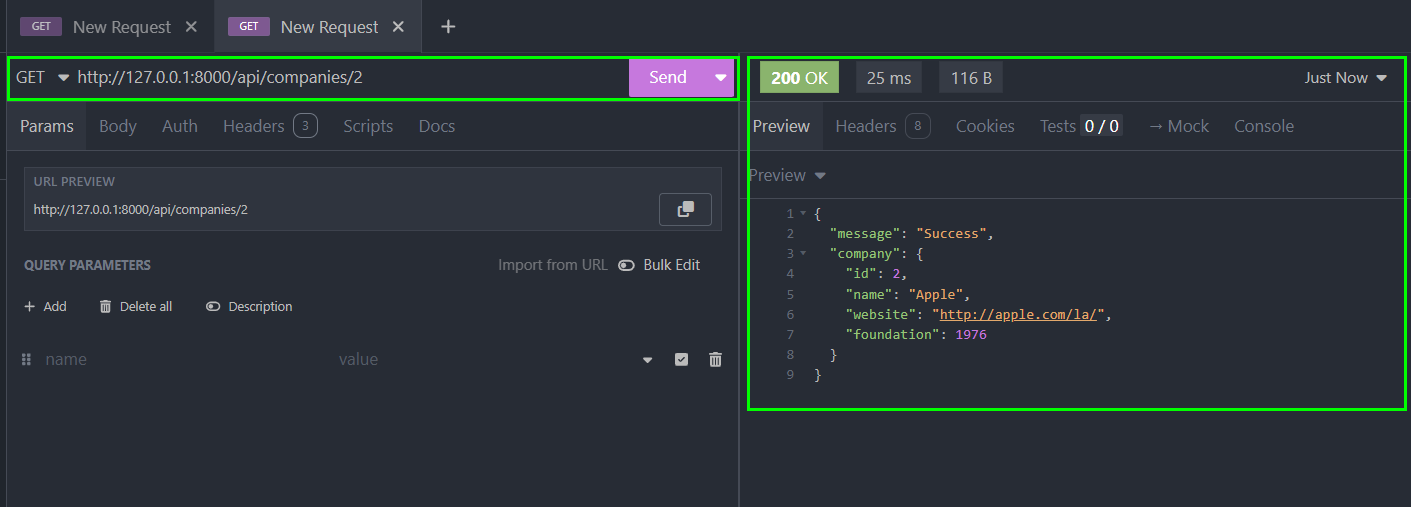 GET New Request GET New Request
GET http://127.0.0.1:8000/api/companies/2 Send
200 OK 25 ms 116 B Just Now
Params Body Auth Headers 3 Scripts Docs
Preview Headers 8 Cookies Tests 0 / 0 → Mock Console
URL PREVIEW
http://127.0.0.1:8000/api/companies/2
QUERY PARAMETERS Import from URL Bulk Edit
+ Add Delete all Description
name value
Preview
1 {
2 "message": "Success",
3 "company": {
4 "id": 2,
5 "name": "Apple",
6 "website": "http://apple.com/la/",
7 "foundation": 1976
8 }
9 }